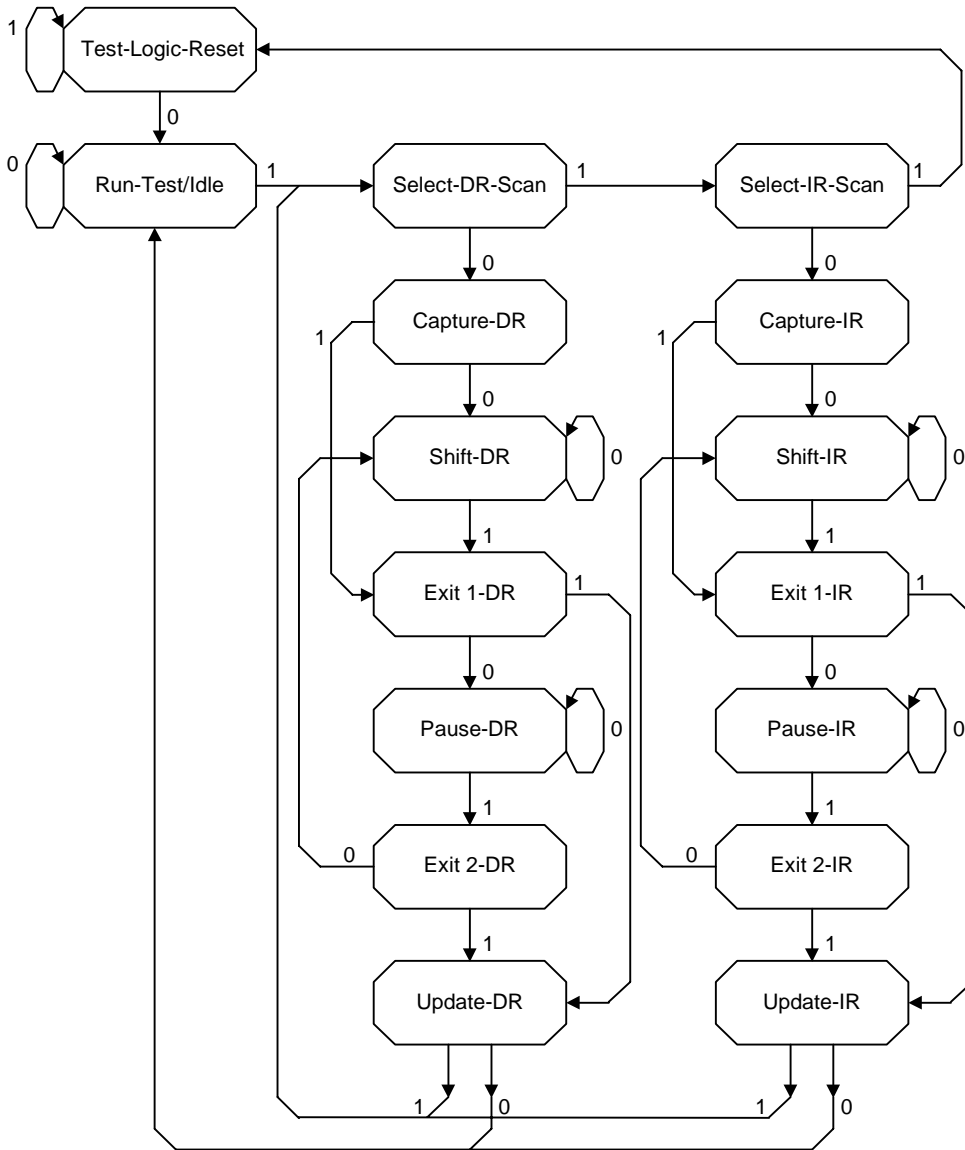 1
Test-Logic-Reset
0
0
Run-Test/Idle
1
Select-DR-Scan
1
Select-IR-Scan
1
0
0
Capture-DR
Capture-IR
1
1
0
0
Shift-DR
0
Shift-IR
0
1
1
Exit 1-DR
1
Exit 1-IR
1
0
0
Pause-DR
0
Pause-IR
0
1
1
0
Exit 2-DR
0
Exit 2-IR
1
1
Update-DR
Update-IR
1
0
1
0